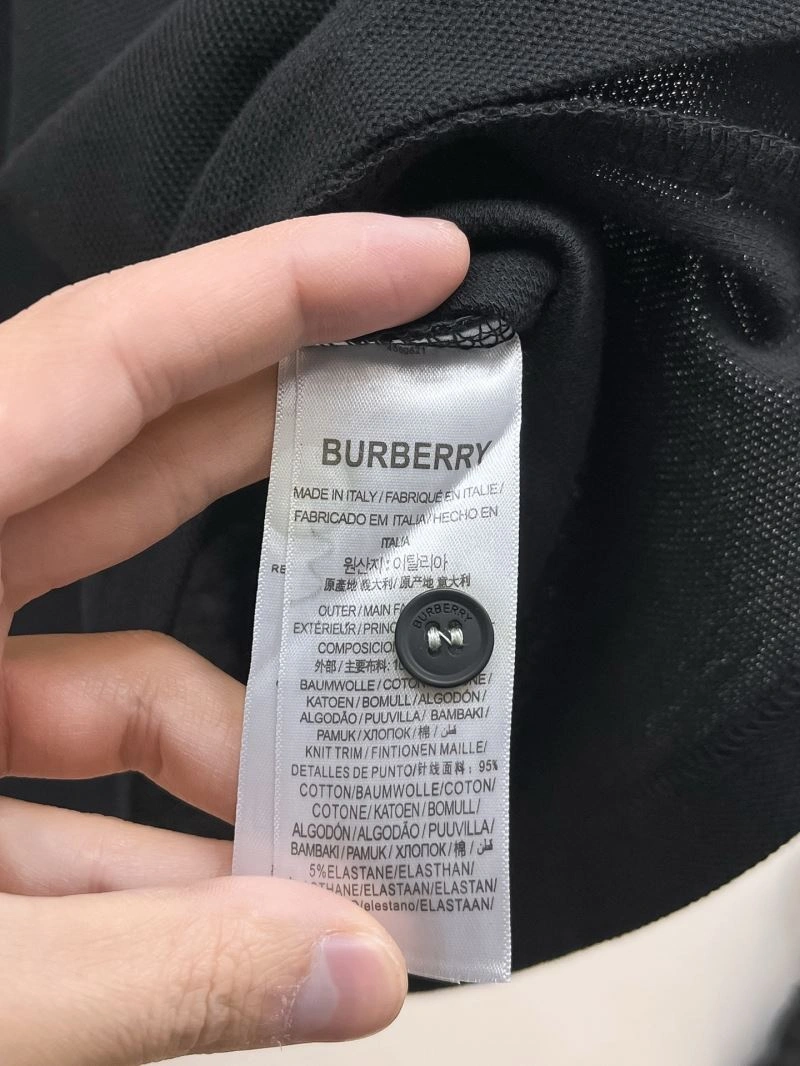 BURBERRY
MADE IN ITALY / FABRIQUÉ EN ITALIE /
FABRICADO EM ITALIA / HECHO EN
ITALIA
원산지 : 이탈리아
原產地 義大利 / 原产地 意大利
RE
OUTER / MAIN
EXTÉRIEUR /
BURBERRY
外部 / 主要布料:
BAUMWOLLE /
KATOEN / BOMULL / ALGODÓN /
ALGODÃO / PUUVILLA / BAMBAKI /
PAMUK / ХЛОПОК / 棉 / قطن
KNIT TRIM / FINTIONEN MAILLE /
DETALLES DE PUNTO / 针线面料: 95%
COTTON/BAUMWOLLE/COTON/
COTONE/ KATOEN / BOMULL /
ALGODÓN / ALGODÃO / PUUVILLA /
BAMBAKI / PAMUK / ХЛОПОК / 棉 / قطن
5%ELASTANE/ELASTHAN/
/ELASTAAN/ELASTAN/
/elestano/ELASTAAN/